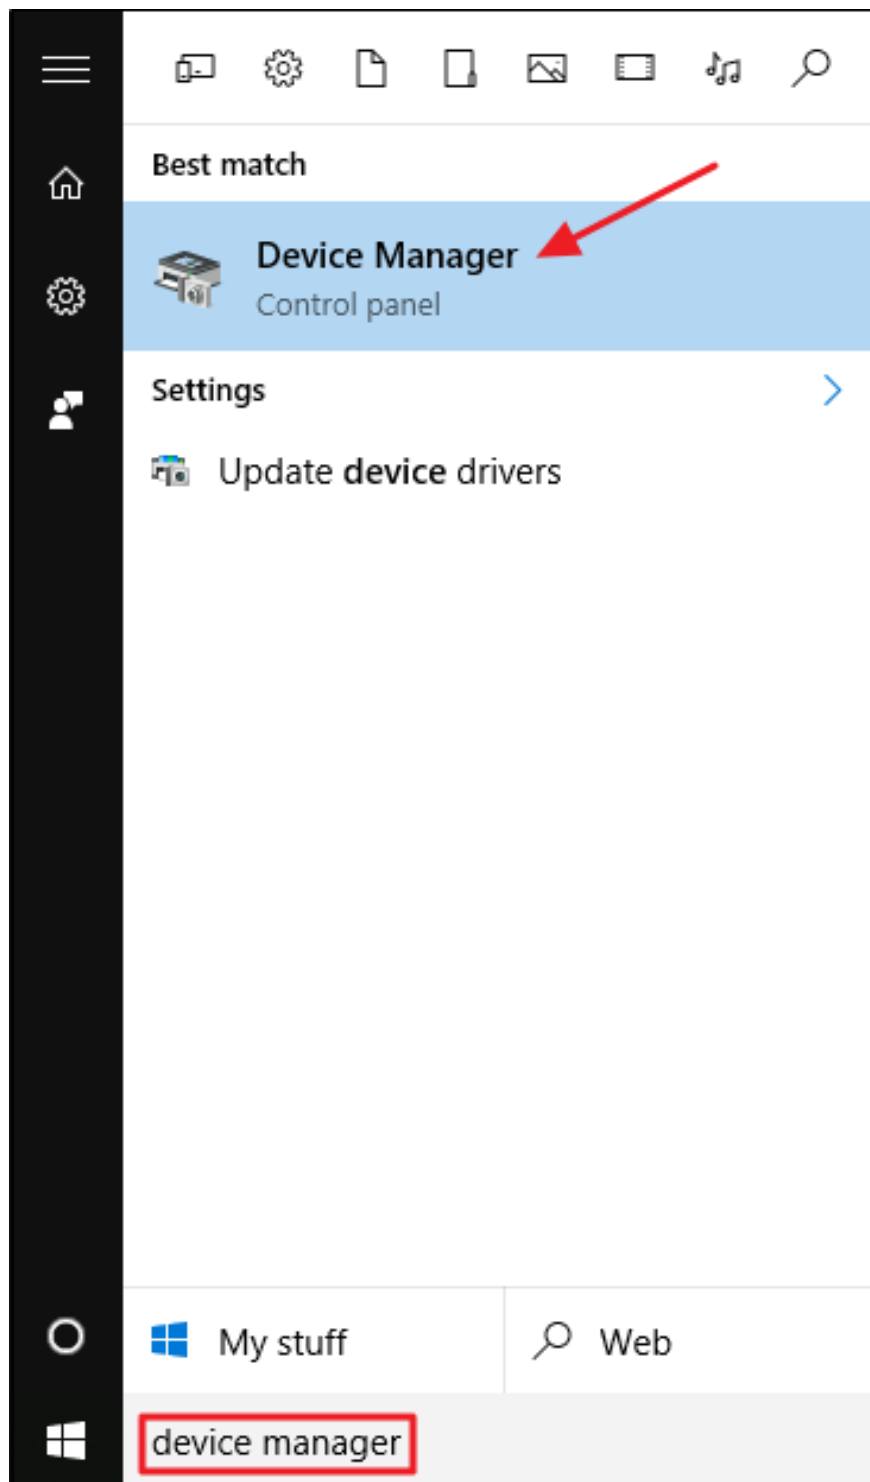 Best match
Device Manager
Control panel
Settings
Update device drivers
My stuff
Web
device manager